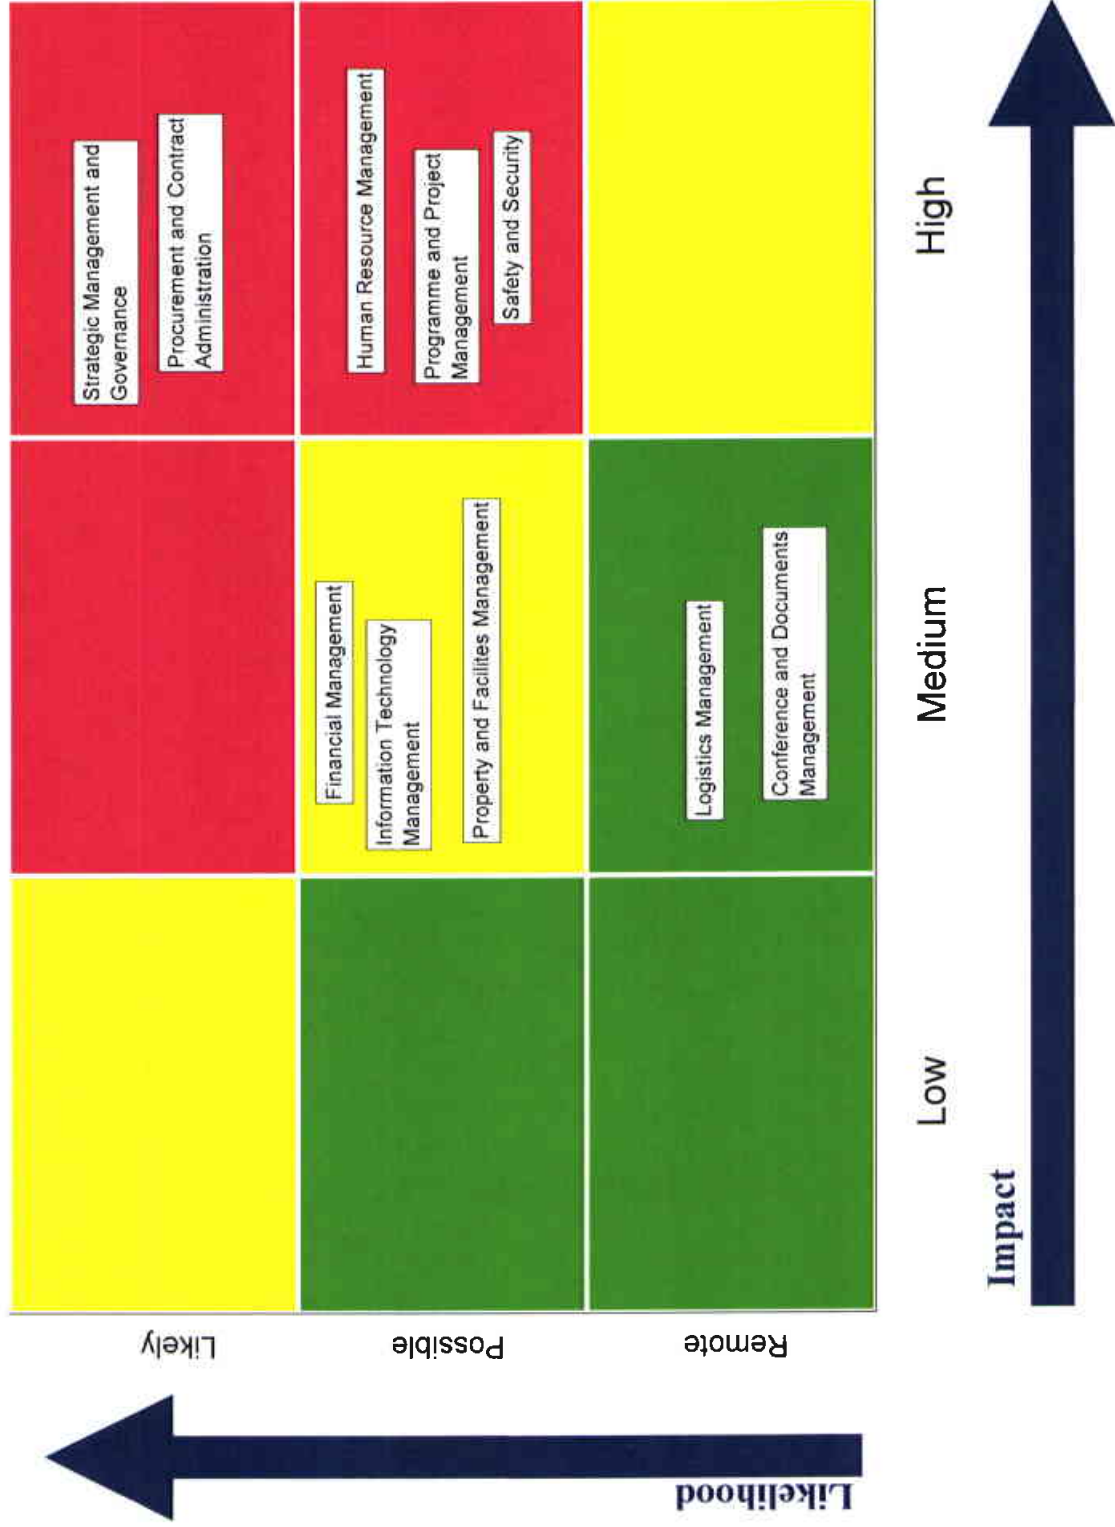 Likely
Strategic Management and
Governance
Procurement and Contract
Administration
Possible
Financial Management
Information Technology
Management
Property and Facilites Management
Human Resource Management
Programme and Project
Management
Safety and Security
Remote
Logistics Management
Conference and Documents
Management
Likelihood
Low
Medium
High
Impact